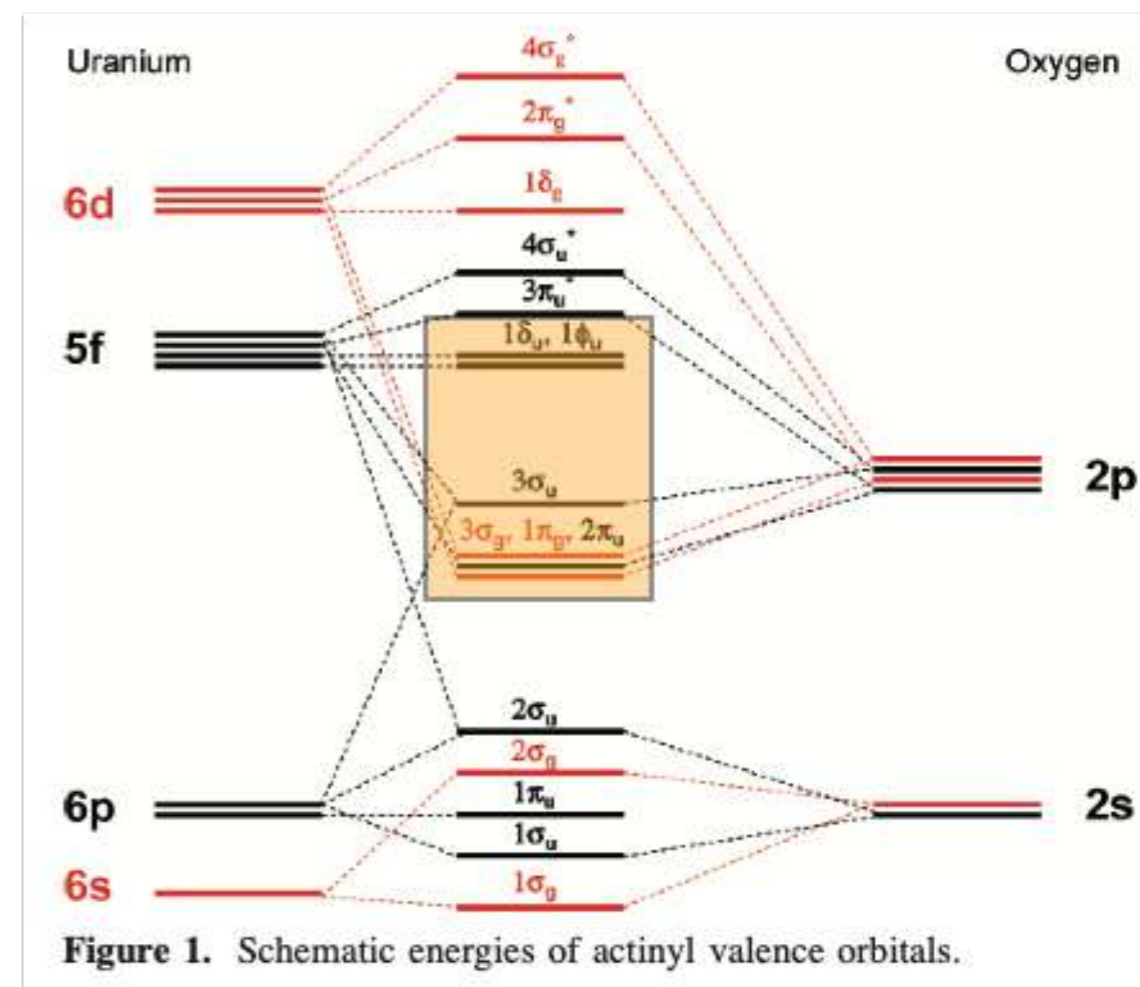 Uranium
Oxygen
4σg*
2πg*
1δg
6d
4σu*
3πu*
1δu, 1ϕu
5f
3σu
2p
3σg, 1πg, 2πu
2σu
2σg
6p
1πu
2s
1σu
6s
1σg
Figure 1. Schematic energies of actinyl valence orbitals.